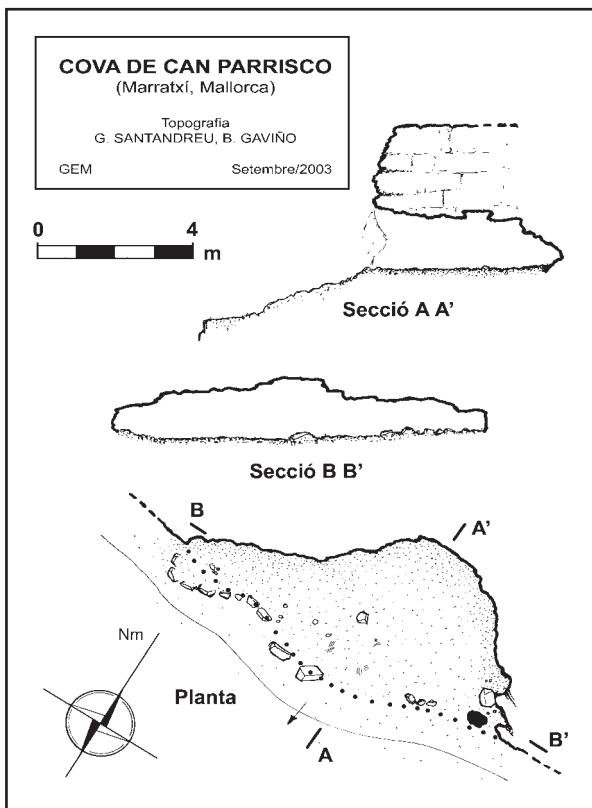 COVA DE CAN PARRISCO
(Marratxí, Mallorca)
Topografia
G. SANTANDREU, B. GAVIÑO
GEM Setembre/2003
0 4
m
Secció A A'
Secció B B'
B
A'
Nm
Planta
A
B'